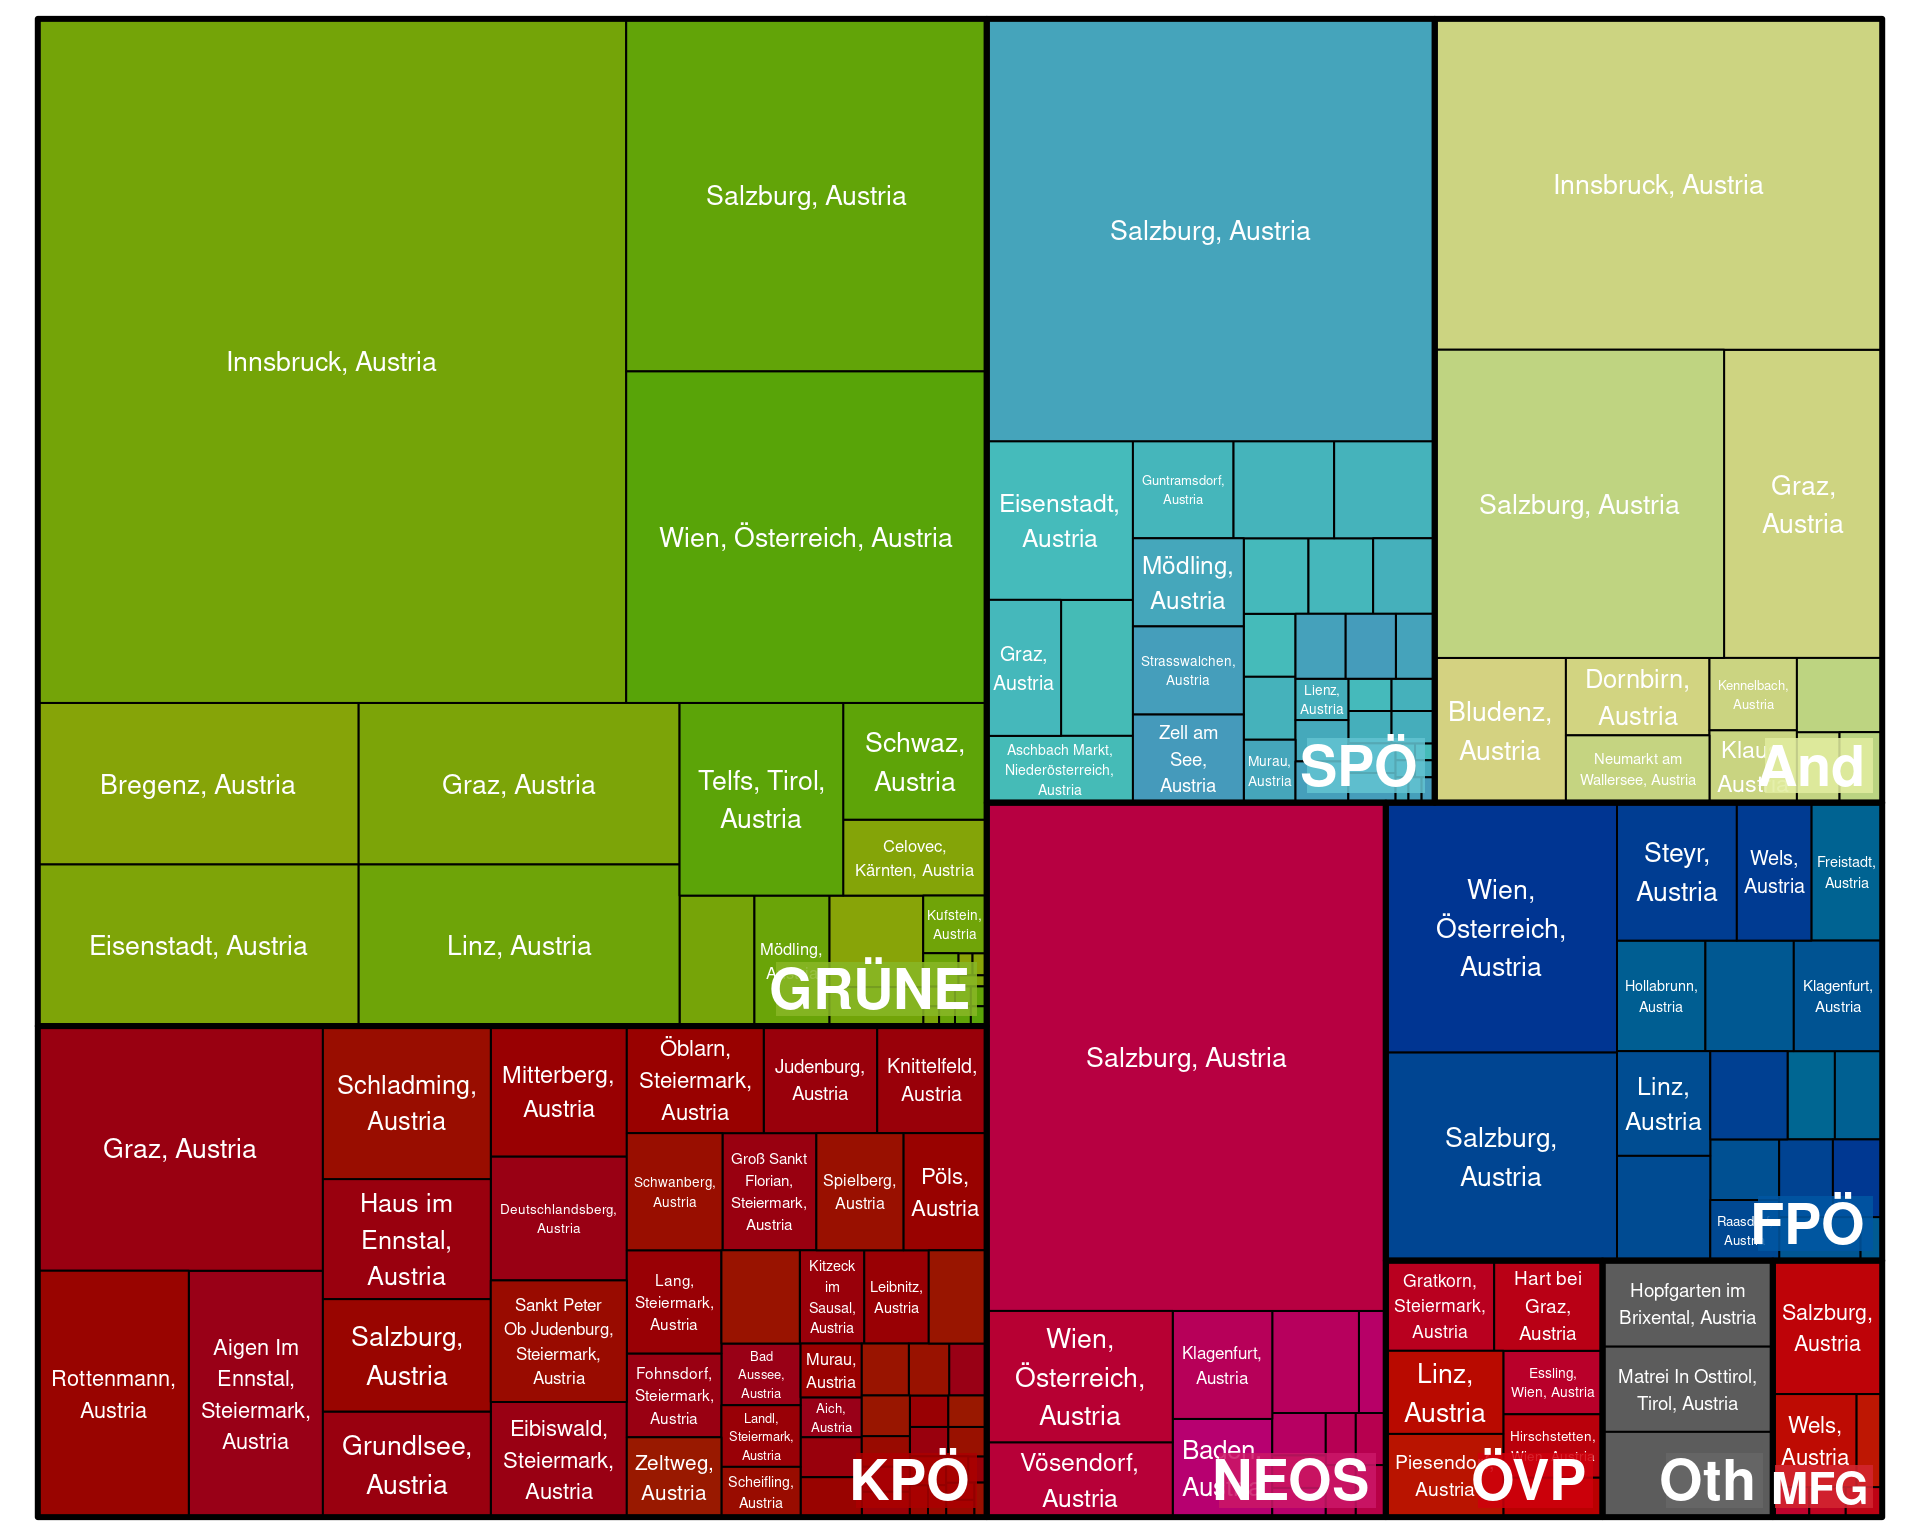 Innsbruck, Austria
Salzburg, Austria
Wien, Österreich, Austria
Bregenz, Austria
Graz, Austria
Eisenstadt, Austria
Linz, Austria
Telfs, Tirol,
Austria
Schwaz,
Austria
Celovec,
Kärnten, Austria
Mödling,
Kufstein,
Austria
GRÜNE
Salzburg, Austria
Eisenstadt,
Austria
Guntramsdorf,
Austria
Graz,
Austria
Mödling,
Austria
Strasswalchen,
Austria
Aschbach Markt,
Niederösterreich,
Austria
Zell am
See,
Austria
Lienz,
Austria
Murau,
Austria
SPÖ
Innsbruck, Austria
Salzburg, Austria
Graz,
Austria
Bludenz,
Austria
Dornbirn,
Austria
Kennelbach,
Austria
Neumarkt am
Wallersee, Austria
And
Graz, Austria
Rottenmann,
Austria
Aigen Im
Ennstal,
Steiermark,
Austria
Schladming,
Austria
Haus im
Ennstal,
Austria
Salzburg,
Austria
Grundlsee,
Austria
Mitterberg,
Austria
Deutschlandsberg,
Austria
Sankt Peter
Ob Judenburg,
Steiermark,
Austria
Eibiswald,
Steiermark,
Austria
Öblarn,
Steiermark,
Austria
Judenburg,
Austria
Knittelfeld,
Austria
Schwanberg,
Austria
Groß Sankt
Florian,
Steiermark,
Austria
Spielberg,
Austria
Pöls,
Austria
Lang,
Steiermark,
Austria
Fohnsdorf,
Steiermark,
Austria
Zeltweg,
Austria
Bad
Aussee,
Austria
Landl,
Steiermark,
Austria
Scheifling,
Austria
Kitzeck
im
Sausal,
Austria
Leibnitz,
Austria
Murau,
Austria
Aich,
Austria
KPÖ
Salzburg, Austria
Wien,
Österreich,
Austria
Vösendorf,
Austria
Klagenfurt,
Austria
Baden,
NEOS
Wien,
Österreich,
Austria
Salzburg,
Austria
Steyr,
Austria
Wels,
Austria
Freistadt,
Austria
Hollabrunn,
Austria
Klagenfurt,
Austria
Linz,
Austria
FPÖ
Gratkorn,
Steiermark,
Austria
Hart bei
Graz,
Austria
Linz,
Austria
Essling,
Wien, Austria
Hirschstetten,
Wien, Austria
Austria
ÖVP
Hopfgarten im
Brixental, Austria
Matrei In Osttirol,
Tirol, Austria
Oth
Salzburg,
Austria
Wels,
Austria
MFG